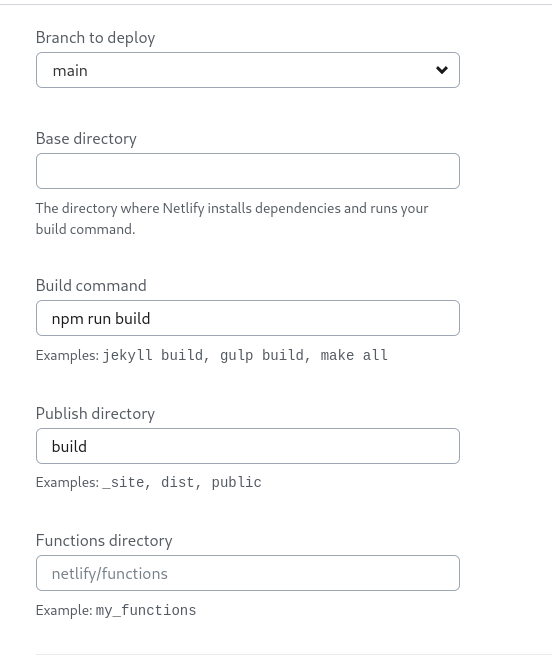 Branch to deploy
main
Base directory
The directory where Netlify installs dependencies and runs your
build command.
Build command
npm run build
Examples: jekyll build, gulp build, make all
Publish directory
build
Examples: _site, dist, public
Functions directory
netlify/functions
Example: my_functions